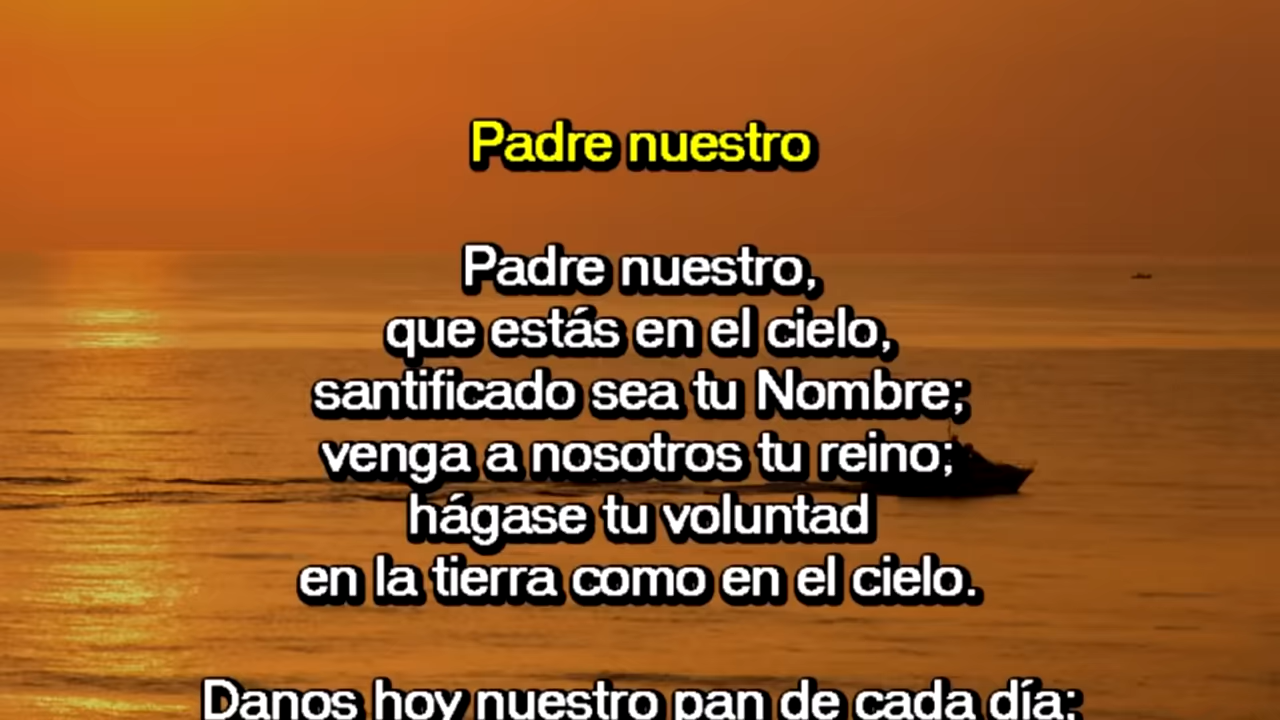 Padre nuestro
Padre nuestro,
que estás en el cielo,
santificado sea tu Nombre;
venga a nosotros tu reino;
hágase tu voluntad
en la tierra como en el cielo.
Danos hoy nuestro pan de cada día;